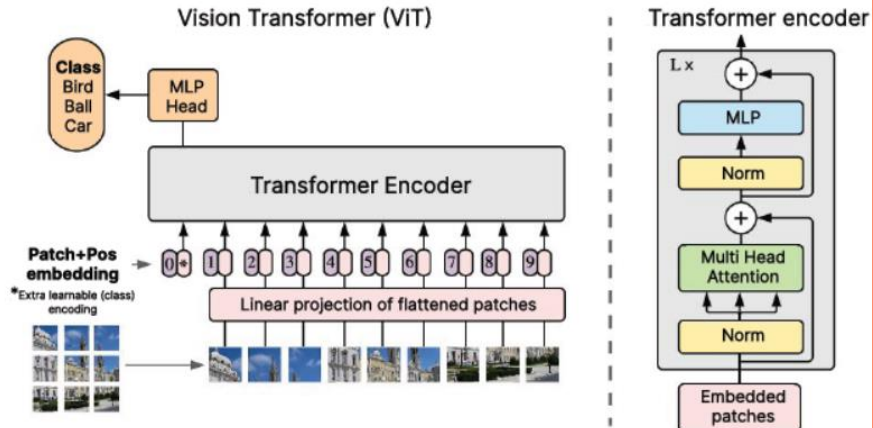 Vision Transformer (ViT)
Class
Bird
Ball
Car
MLP
Head
Transformer Encoder
Patch+Pos
embedding
0 * 1 2 3 4 5 6 7 8 9
*Extra learnable (class)
encoding
Linear projection of flattened patches
Transformer encoder
L x
+
MLP
Norm
+
Multi Head
Attention
Norm
Embedded
patches